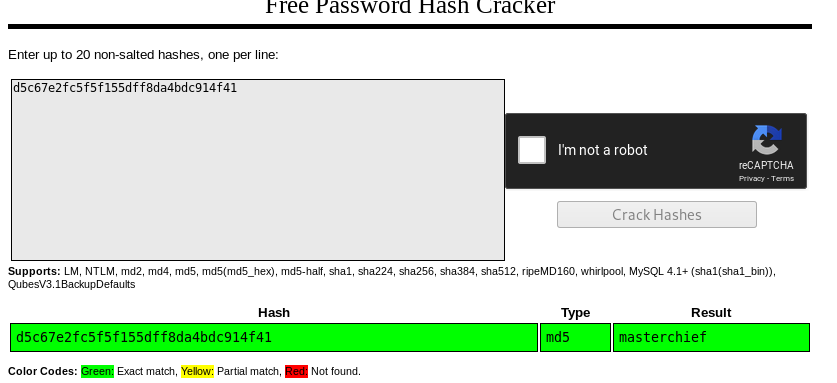 Free Password Hash Cracker
Enter up to 20 non-salted hashes, one per line:
d5c67e2fc5f5f155dff8da4bdc914f41
I'm not a robot
reCAPTCHA
Privacy - Terms
Crack Hashes
Supports: LM, NTLM, md2, md4, md5, md5(md5_hex), md5-half, sha1, sha224, sha256, sha384, sha512, ripeMD160, whirlpool, MySQL 4.1+ (sha1(sha1_bin)),
QubesV3.1BackupDefaults
Hash Type Result
d5c67e2fc5f5f155dff8da4bdc914f41 md5 masterchief
Color Codes: Green: Exact match, Yellow: Partial match, Red: Not found.